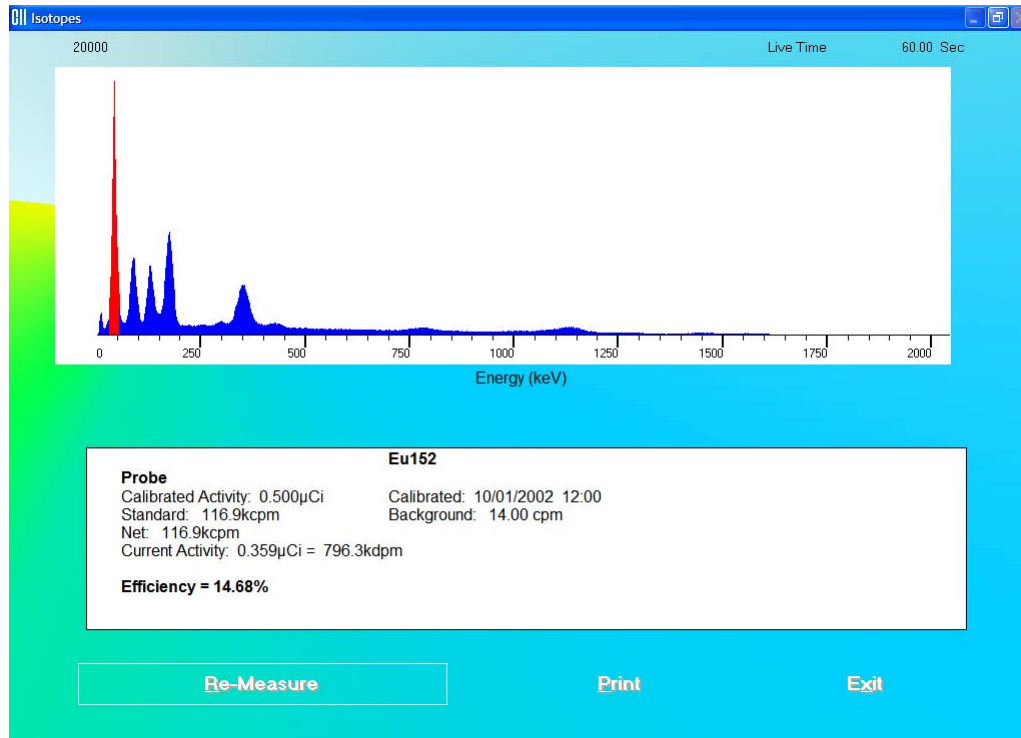 Isotopes
20000 Live Time 60.00 Sec
0 250 500 750 1000 1250 1500 1750 2000
Energy (keV)
Eu152
Probe
Calibrated Activity: 0.500µCi Calibrated: 10/01/2002 12:00
Standard: 116.9kcpm Background: 14.00 cpm
Net: 116.9kcpm
Current Activity: 0.359µCi = 796.3kdpm
Efficiency = 14.68%
Re-Measure Print Exit